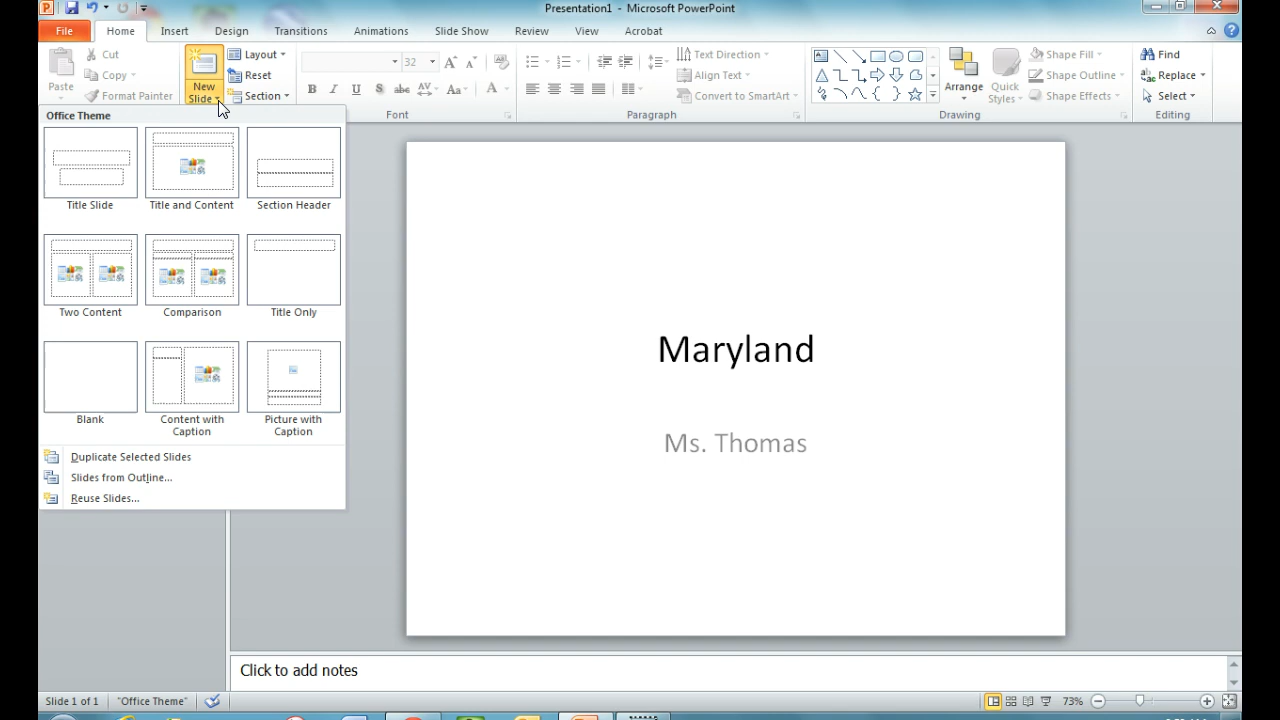 Presentation1 - Microsoft PowerPoint
File Home Insert Design Transitions Animations Slide Show Review View Acrobat
Paste
Cut
Copy
Format Painter
New Slide
Layout
Reset
Section
32
B I U S abc AV Aa A
Font
Text Direction
Align Text
Convert to SmartArt
Paragraph
Arrange
Quick Styles
Shape Fill
Shape Outline
Shape Effects
Drawing
Find
Replace
Select
Editing
Office Theme
Title Slide
Title and Content
Section Header
Two Content
Comparison
Title Only
Blank
Content with
Caption
Picture with
Caption
Duplicate Selected Slides
Slides from Outline...
Reuse Slides...
Maryland
Ms. Thomas
Click to add notes
Slide 1 of 1 "Office Theme" 73%